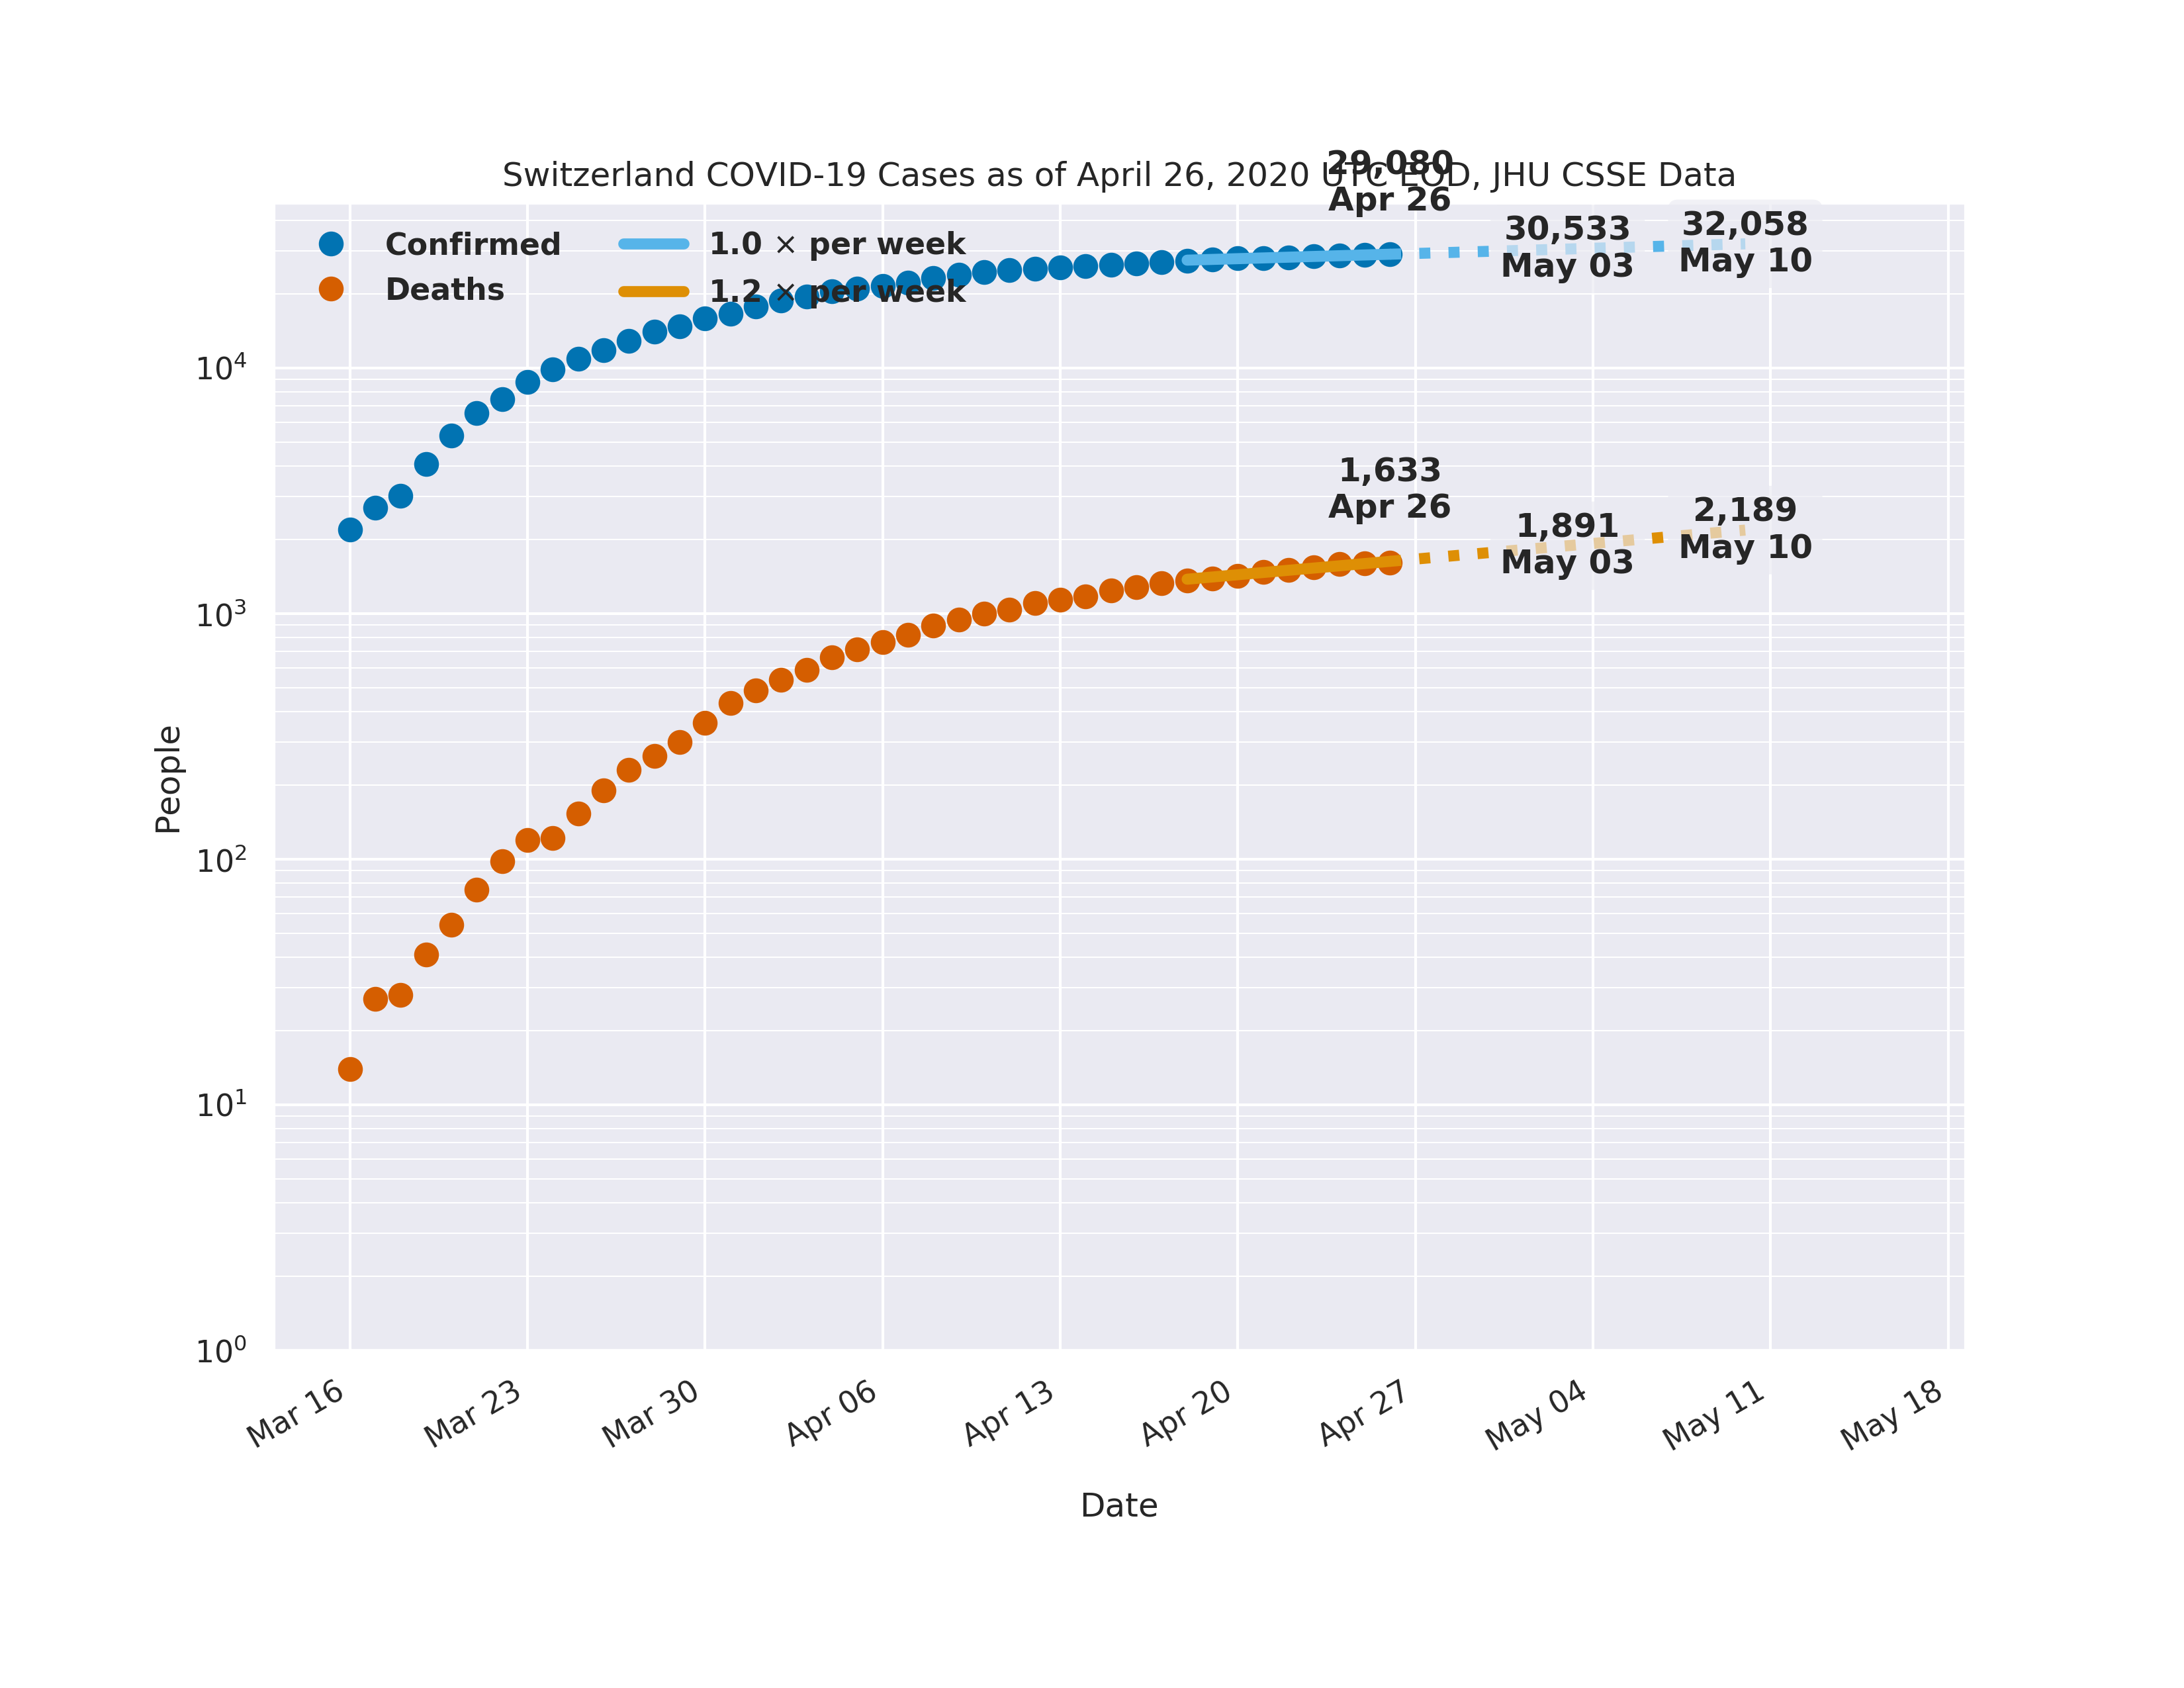 Switzerland COVID-19 Cases as of April 26, 2020 UTC EOD, JHU CSSE Data
29,080
Apr 26
30,533
May 03
32,058
May 10
Confirmed
Deaths
1.0 × per week
1.2 × per week
1,633
Apr 26
1,891
May 03
2,189
May 10
People
10⁴
10³
10²
10¹
10⁰
Mar 16
Mar 23
Mar 30
Apr 06
Apr 13
Apr 20
Apr 27
May 04
May 11
May 18
Date